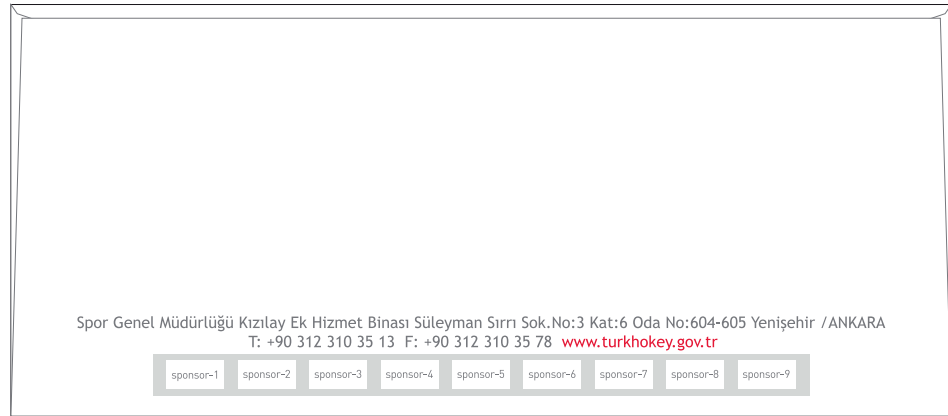 Spor Genel Müdürlüğü Kızılay Ek Hizmet Binası Süleyman Sırrı Sok.No:3 Kat:6 Oda No:604-605 Yenişehir /ANKARA
T: +90 312 310 35 13 F: +90 312 310 35 78 www.turkhokey.gov.tr
sponsor-1 sponsor-2 sponsor-3 sponsor-4 sponsor-5 sponsor-6 sponsor-7 sponsor-8 sponsor-9